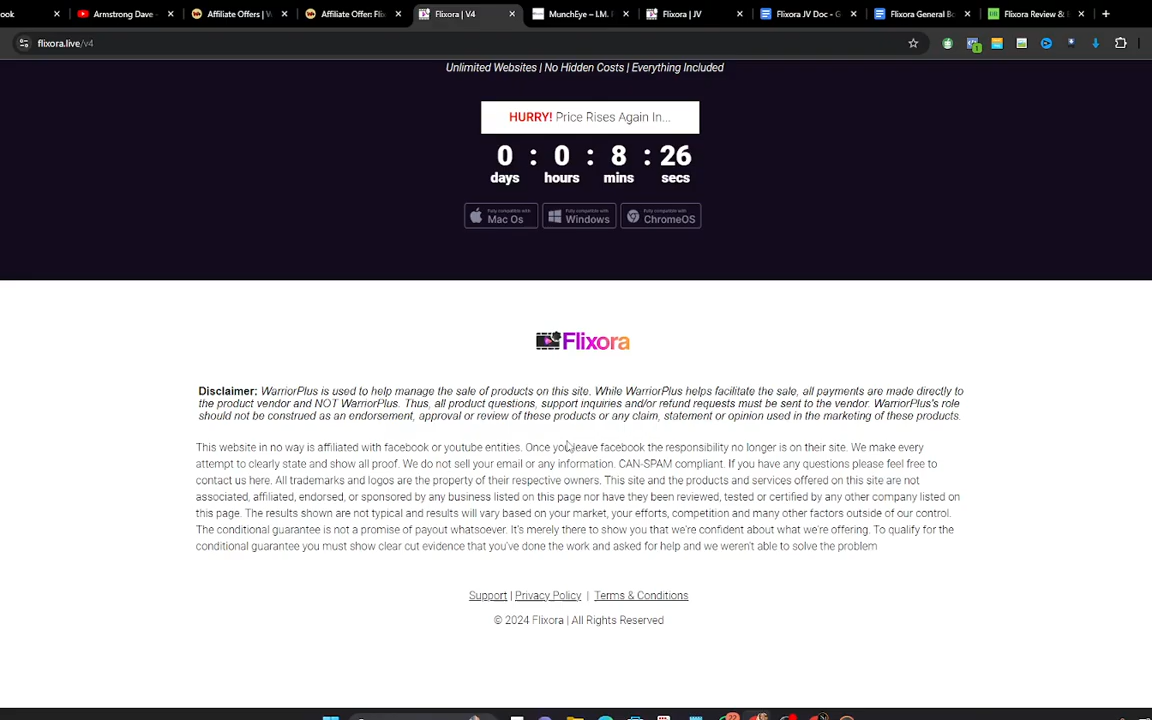 ook
Armstrong Dave
Affiliate Offers | W
Affiliate Offer: Flix
Flixora | V4
MunchEye – I.M.
Flixora | JV
Flixora JV Doc - G
Flixora General Bo
Flixora Review &
flixora.live/v4
Unlimited Websites | No Hidden Costs | Everything Included
HURRY! Price Rises Again In...
0 : 0 : 8 : 26
days hours mins secs
Fully compatible with Fully compatible with Fully compatible with
Mac Os Windows ChromeOS
Flixora
Disclaimer: WarriorPlus is used to help manage the sale of products on this site. While WarriorPlus helps facilitate the sale, all payments are made directly to
the product vendor and NOT WarriorPlus. Thus, all product questions, support inquiries and/or refund requests must be sent to the vendor. WarriorPlus's role
should not be construed as an endorsement, approval or review of these products or any claim, statement or opinion used in the marketing of these products.
This website in no way is affiliated with facebook or youtube entities. Once you leave facebook the responsibility no longer is on their site. We make every
attempt to clearly state and show all proof. We do not sell your email or any information. CAN-SPAM compliant. If you have any questions please feel free to
contact us here. All trademarks and logos are the property of their respective owners. This site and the products and services offered on this site are not
associated, affiliated, endorsed, or sponsored by any business listed on this page nor have they been reviewed, tested or certified by any other company listed on
this page. The results shown are not typical and results will vary based on your market, your efforts, competition and many other factors outside of our control.
The conditional guarantee is not a promise of payout whatsoever. It's merely there to show you that we're confident about what we're offering. To qualify for the
conditional guarantee you must show clear cut evidence that you've done the work and asked for help and we weren't able to solve the problem
Support | Privacy Policy | Terms & Conditions
© 2024 Flixora | All Rights Reserved